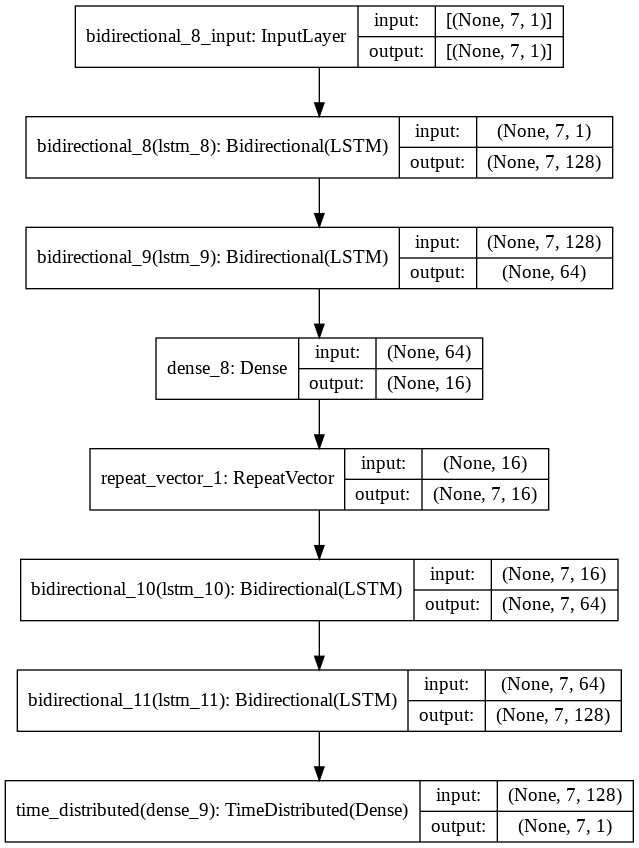 bidirectional_8_input: InputLayer
input: [(None, 7, 1)]
output: [(None, 7, 1)]
bidirectional_8(lstm_8): Bidirectional(LSTM)
input: (None, 7, 1)
output: (None, 7, 128)
bidirectional_9(lstm_9): Bidirectional(LSTM)
input: (None, 7, 128)
output: (None, 64)
dense_8: Dense
input: (None, 64)
output: (None, 16)
repeat_vector_1: RepeatVector
input: (None, 16)
output: (None, 7, 16)
bidirectional_10(lstm_10): Bidirectional(LSTM)
input: (None, 7, 16)
output: (None, 7, 64)
bidirectional_11(lstm_11): Bidirectional(LSTM)
input: (None, 7, 64)
output: (None, 7, 128)
time_distributed(dense_9): TimeDistributed(Dense)
input: (None, 7, 128)
output: (None, 7, 1)